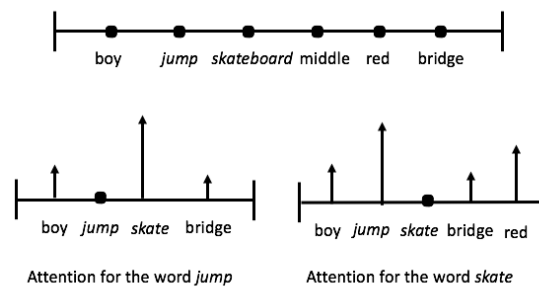 boy jump skateboard middle red bridge
boy jump skate bridge
boy jump skate bridge red
Attention for the word jump
Attention for the word skate